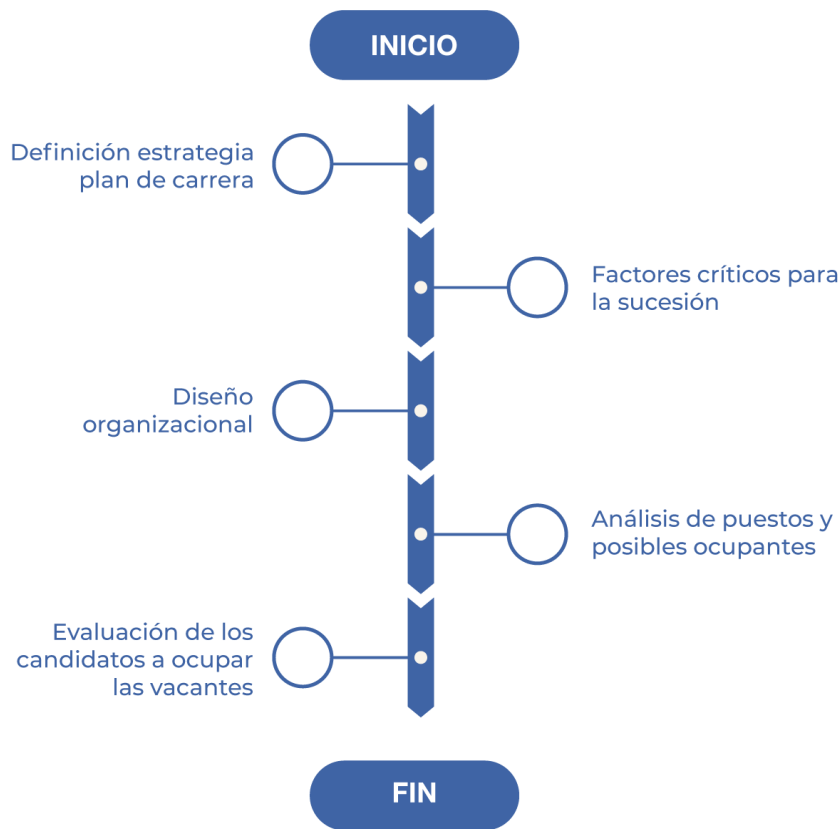 INICIO
Definición estrategia
plan de carrera
Factores críticos para
la sucesión
Diseño
organizacional
Análisis de puestos y
posibles ocupantes
Evaluación de los
candidatos a ocupar
las vacantes
FIN